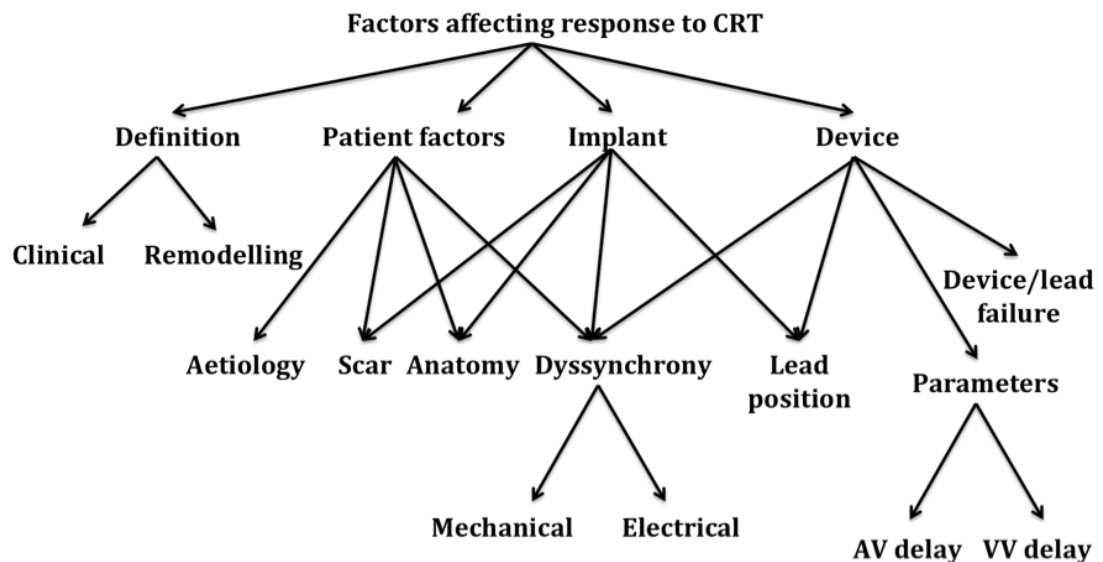 Factors affecting response to CRT
Definition
Patient factors
Implant
Device
Clinical
Remodelling
Device/lead
failure
Aetiology
Scar
Anatomy
Dyssynchrony
Lead
position
Parameters
Mechanical
Electrical
AV delay
VV delay